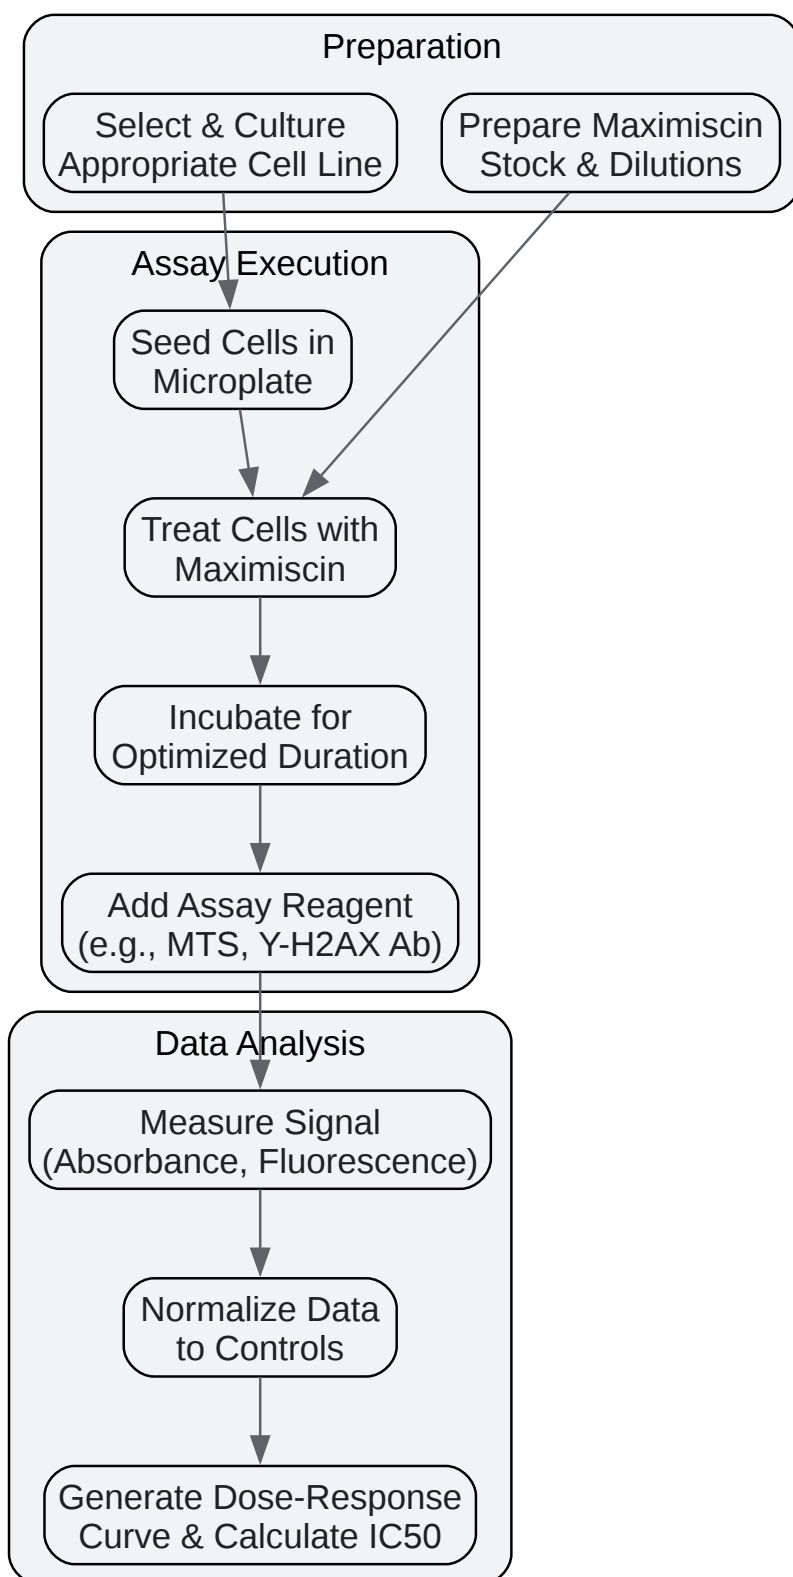 Preparation
Select & Culture
Appropriate Cell Line
Prepare Maximiscin
Stock & Dilutions
Assay Execution
Seed Cells in
Microplate
Treat Cells with
Maximiscin
Incubate for
Optimized Duration
Add Assay Reagent
(e.g., MTS, Y-H2AX Ab)
Data Analysis
Measure Signal
(Absorbance, Fluorescence)
Normalize Data
to Controls
Generate Dose-Response
Curve & Calculate IC50